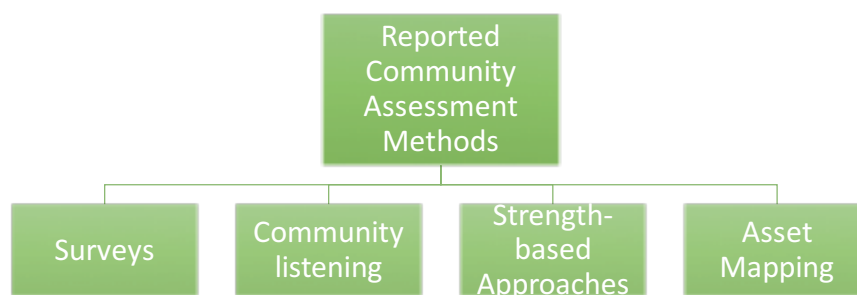 Reported
Community
Assessment
Methods
Surveys
Community
listening
Strength-
based
Approaches
Asset
Mapping